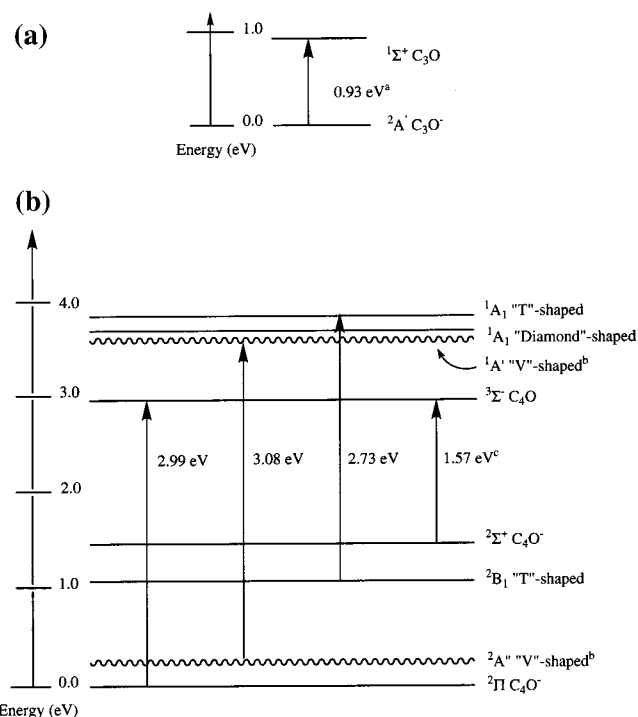 (a)
1.0
¹Σ⁺ C₃O
0.93 eVᵃ
0.0
²A' C₃O⁻
Energy (eV)
(b)
4.0
¹A₁ "T"-shaped
¹A₁ "Diamond"-shaped
¹A' "V"-shapedᵇ
3.0
³Σ⁻ C₄O
2.99 eV
3.08 eV
2.73 eV
1.57 eVᶜ
2.0
²Σ⁺ C₄O⁻
1.0
²B₁ "T"-shaped
²A" "V"-shapedᵇ
0.0
²Π C₄O⁻
Energy (eV)